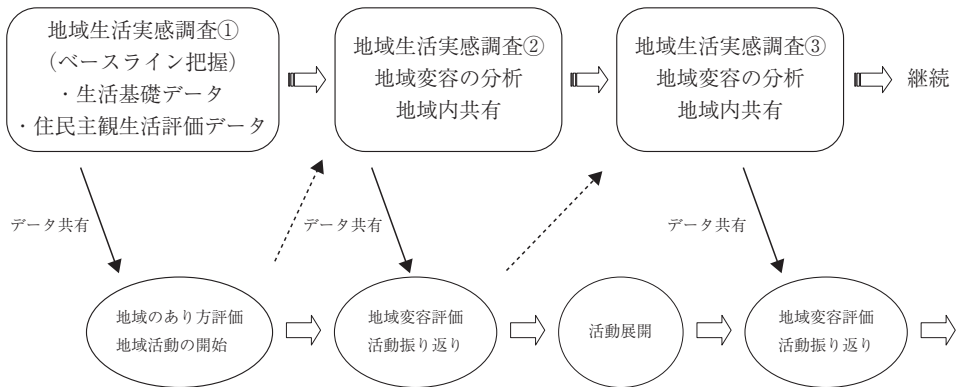 地域生活実感調査①
（ベースライン把握）
・生活基礎データ
・住民主観生活評価データ
地域生活実感調査②
地域変容の分析
地域内共有
地域生活実感調査③
地域変容の分析
地域内共有
継続
データ共有
データ共有
データ共有
地域のあり方評価
地域活動の開始
地域変容評価
活動振り返り
活動展開
地域変容評価
活動振り返り